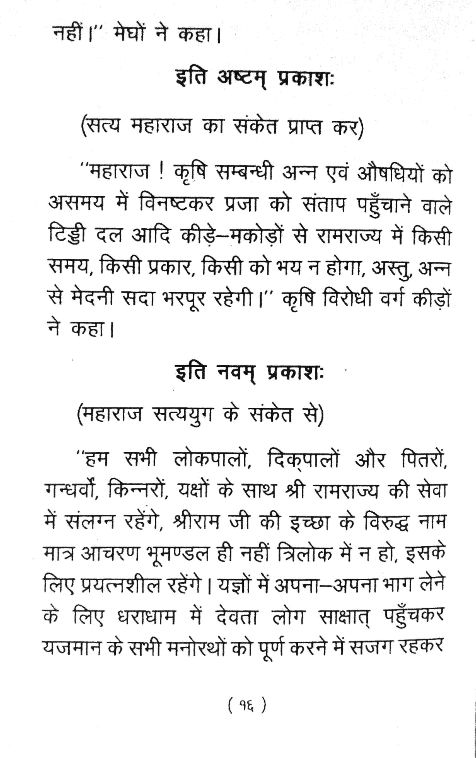 नहीं।'' मेघों ने कहा।
इति अष्टम् प्रकाशः
(सत्य महाराज का संकेत प्राप्त कर)
''महाराज ! कृषि सम्बन्धी अन्न एवं औषधियों को
असमय में विनष्टकर प्रजा को संताप पहुँचाने वाले
टिड्डी दल आदि कीड़े–मकोड़ों से रामराज्य में किसी
समय, किसी प्रकार, किसी को भय न होगा, अस्तु, अन्न
से मेदनी सदा भरपूर रहेगी।'' कृषि विरोधी वर्ग कीड़ों
ने कहा।
इति नवम् प्रकाशः
(महाराज सत्ययुग के संकेत से)
''हम सभी लोकपालों, दिक्पालों और पितरों,
गन्धर्वों, किन्नरों, यक्षों के साथ श्री रामराज्य की सेवा
में संलग्न रहेंगे, श्रीराम जी की इच्छा के विरुद्ध नाम
मात्र आचरण भूमण्डल ही नहीं त्रिलोक में न हो, इसके
लिए प्रयत्नशील रहेंगे। यज्ञों में अपना–अपना भाग लेने
के लिए धराधाम में देवता लोग साक्षात् पहुँचकर
यजमान के सभी मनोरथों को पूर्ण करने में सजग रहकर
( १६ )